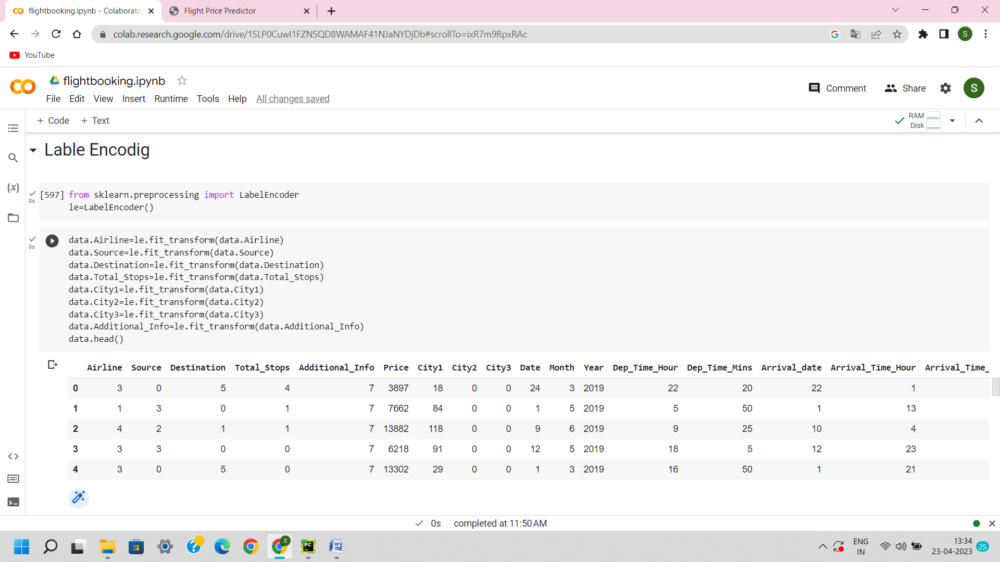 flightbooking.ipynb - Colaborato
Flight Price Predictor
colab.research.google.com/drive/1SLP0CuwI1FZNSQD8WAMAF41NJaNYDjDb#scrollTo=ixR7m9RpxRAc
S
YouTube
flightbooking.ipynb
Comment
Share
S
File Edit View Insert Runtime Tools Help All changes saved
+ Code + Text
RAM
Disk
Lable Encodig
{x}
0s
[597] from sklearn.preprocessing import LabelEncoder
le=LabelEncoder()
0s
data.Airline=le.fit_transform(data.Airline)
data.Source=le.fit_transform(data.Source)
data.Destination=le.fit_transform(data.Destination)
data.Total_Stops=le.fit_transform(data.Total_Stops)
data.City1=le.fit_transform(data.City1)
data.City2=le.fit_transform(data.City2)
data.City3=le.fit_transform(data.City3)
data.Additional_Info=le.fit_transform(data.Additional_Info)
data.head()
Airline Source Destination Total_Stops Additional_Info Price City1 City2 City3 Date Month Year Dep_Time_Hour Dep_Time_Mins Arrival_date Arrival_Time_Hour Arrival_Time_
0 3 0 5 4 7 3897 18 0 0 24 3 2019 22 20 22 1
1 1 3 0 1 7 7662 84 0 0 1 5 2019 5 50 1 13
2 4 2 1 1 7 13882 118 0 0 9 6 2019 9 25 10 4
3 3 3 0 0 7 6218 91 0 0 12 5 2019 18 5 12 23
4 3 0 5 0 7 13302 29 0 0 1 3 2019 16 50 1 21
0s completed at 11:50 AM
S
PC
ENG
IN
13:34
23-04-2023
25